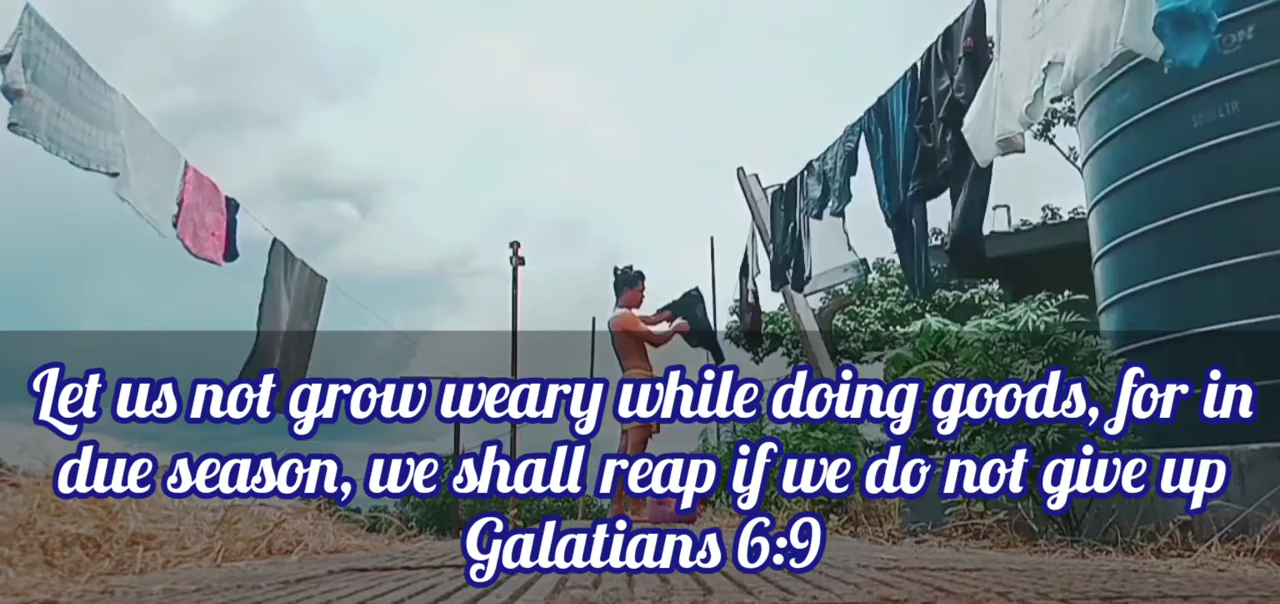 Let us not grow weary while doing goods, for in
due season, we shall reap if we do not give up
Galatians 6:9